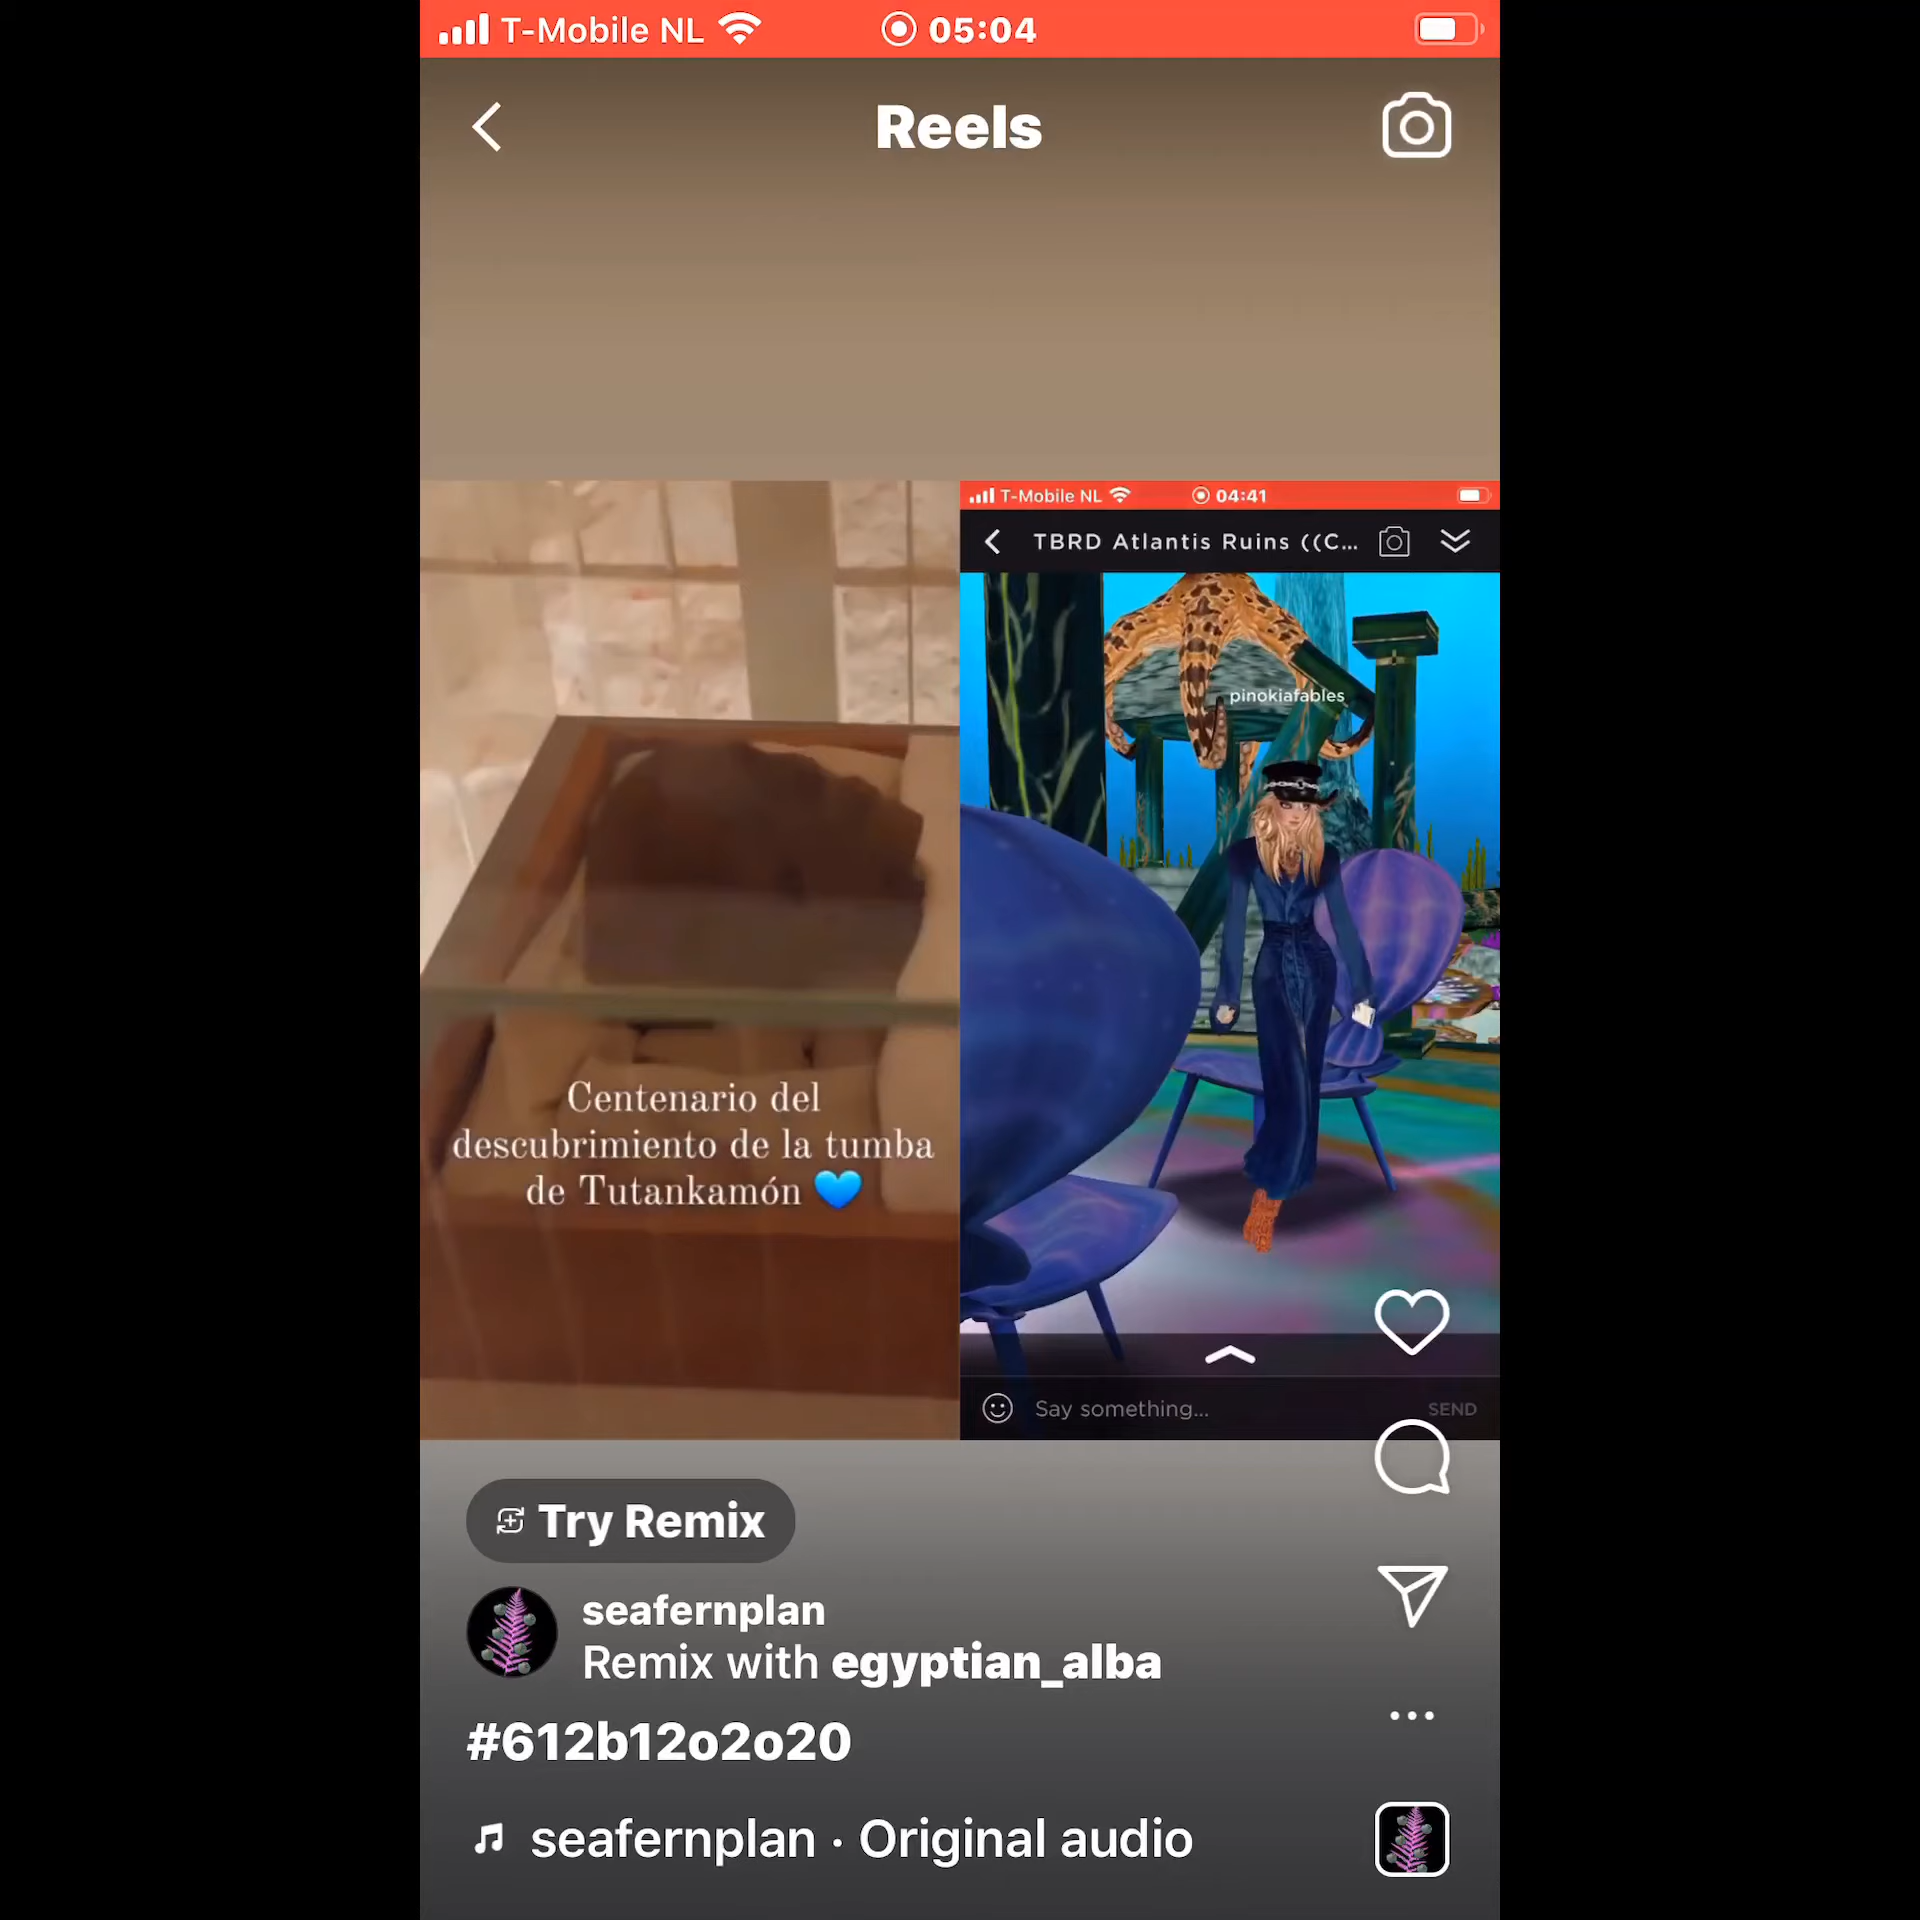 T-Mobile NL 05:04
Reels
T-Mobile NL 04:41
TBRD Atlantis Ruins ((C...
pinokiafables
Centenario del
descubrimiento de la tumba
de Tutankamón 💙
Say something... SEND
Try Remix
seafernplan
Remix with egyptian_alba
#612b12o2o20
seafernplan · Original audio